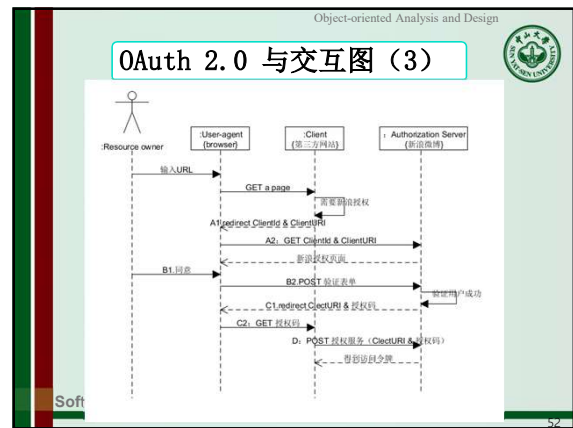 Object-oriented Analysis and Design
OAuth 2.0 与交互图（3）
:Resource owner
:User-agent
{browser}
:Client
{第三方网站}
：Authorization Server
{新浪微博}
输入URL
GET a page
需要新浪授权
A1.redirect ClientId & ClientURI
A2：GET ClientId & ClientURI
新浪授权页面
B1.同意
B2.POST 验证表单
验证用户成功
C1.redirect ClectURI & 授权码
C2：GET 授权码
D：POST 授权服务（ClectURI & 授权码）
得到访问令牌
Soft
52